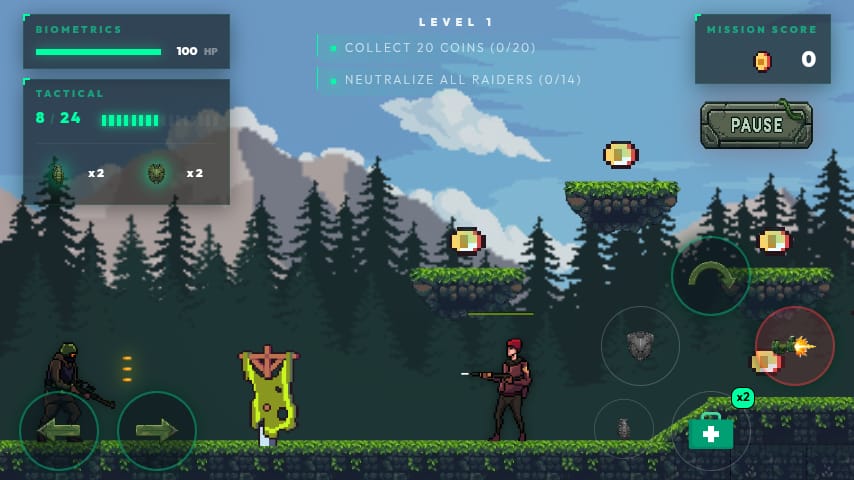 BIOMETRICS
100 HP
TACTICAL
8 / 24
x2 x2
LEVEL 1
COLLECT 20 COINS (0/20)
NEUTRALIZE ALL RAIDERS (0/14)
MISSION SCORE
0
PAUSE
x2